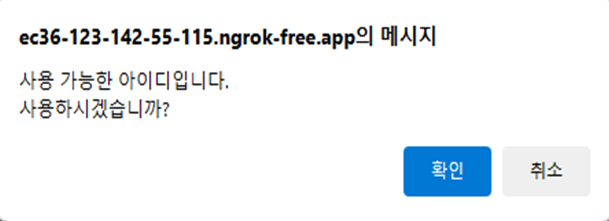 ec36-123-142-55-115.ngrok-free.app의 메시지
사용 가능한 아이디입니다.
사용하시겠습니까?
확인
취소